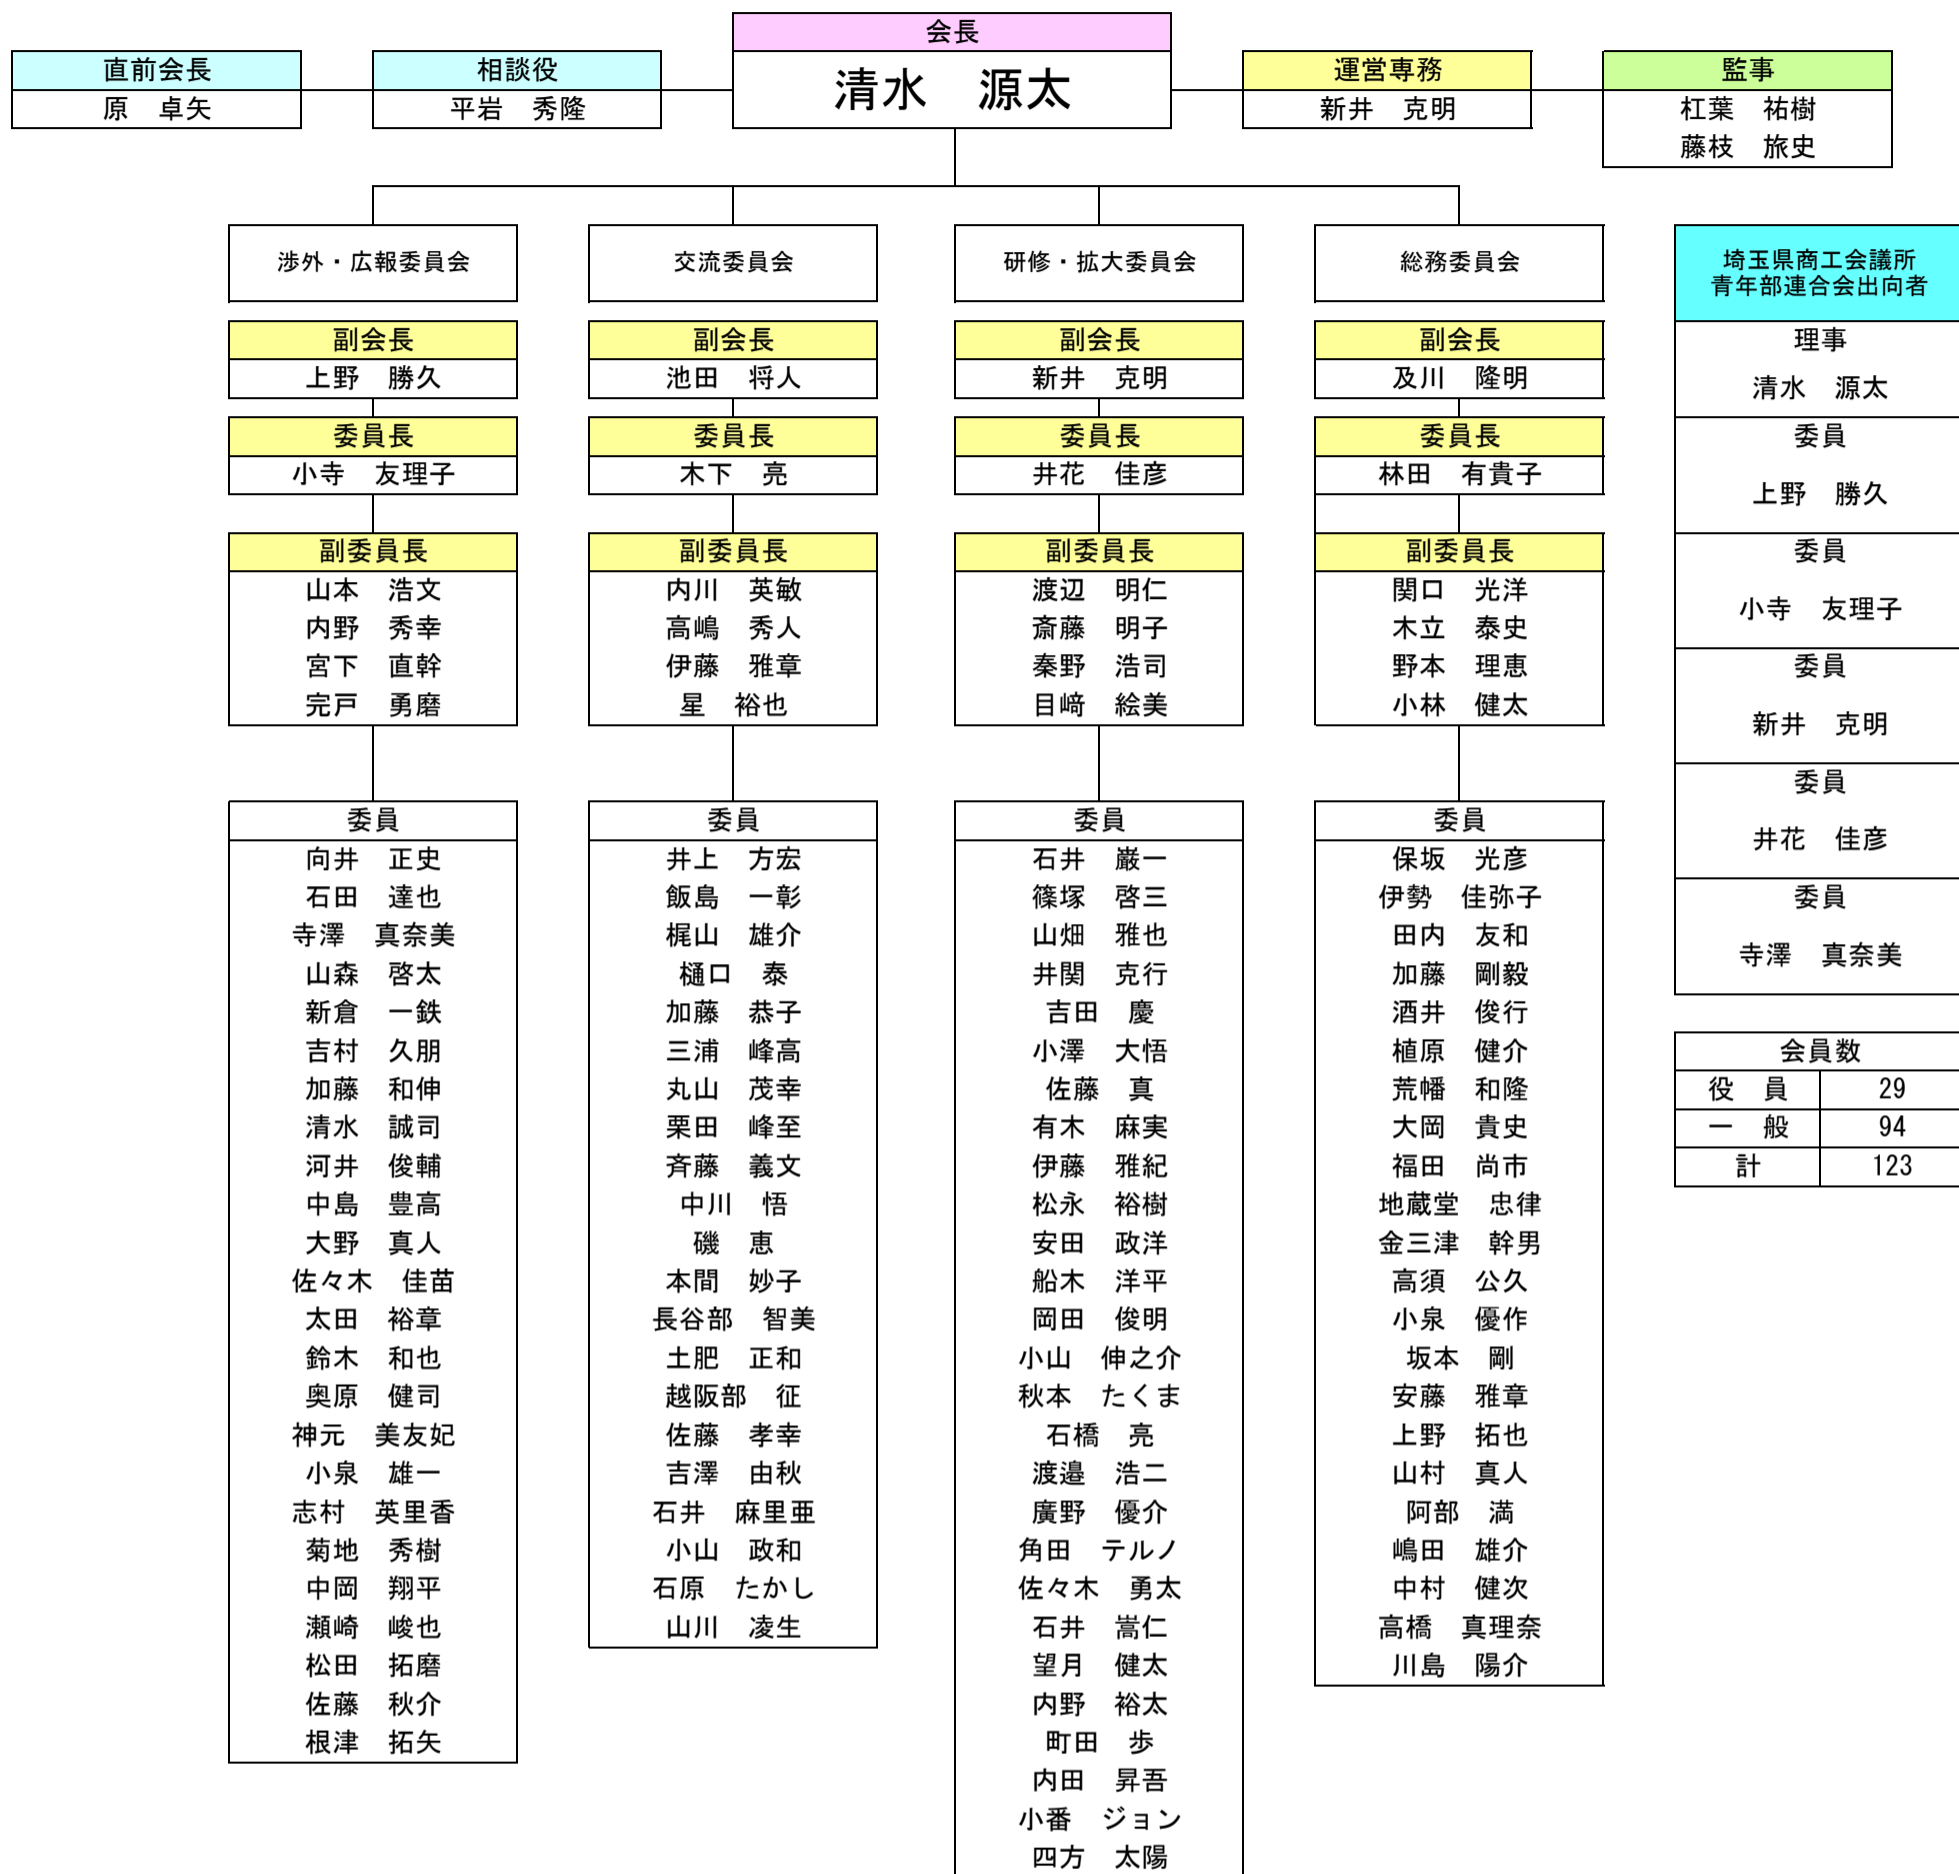 会長
清水　源太
直前会長
原　卓矢
相談役
平岩　秀隆
運営専務
新井　克明
監事
杠葉　祐樹
藤枝　旅史
渉外・広報委員会
副会長
上野　勝久
委員長
小寺　友理子
副委員長
山本　浩文
内野　秀幸
宮下　直幹
完戸　勇磨
委員
向井　正史
石田　達也
寺澤　真奈美
山森　啓太
新倉　一鉄
吉村　久朋
加藤　和伸
清水　誠司
河井　俊輔
中島　豊高
大野　真人
佐々木　佳苗
太田　裕章
鈴木　和也
奥原　健司
神元　美友妃
小泉　雄一
志村　英里香
菊地　秀樹
中岡　翔平
瀬崎　峻也
松田　拓磨
佐藤　秋介
根津　拓矢
交流委員会
副会長
池田　将人
委員長
木下　亮
副委員長
内川　英敏
高嶋　秀人
伊藤　雅章
星　裕也
委員
井上　方宏
飯島　一彰
梶山　雄介
樋口　泰
加藤　恭子
三浦　峰高
丸山　茂幸
栗田　峰至
斉藤　義文
中川　悟
磯　恵
本間　妙子
長谷部　智美
土肥　正和
越阪部　征
佐藤　孝幸
吉澤　由秋
石井　麻里亜
小山　政和
石原　たかし
山川　凌生
研修・拡大委員会
副会長
新井　克明
委員長
井花　佳彦
副委員長
渡辺　明仁
斎藤　明子
秦野　浩司
目﨑　絵美
委員
石井　巌一
篠塚　啓三
山畑　雅也
井関　克行
吉田　慶
小澤　大悟
佐藤　真
有木　麻実
伊藤　雅紀
松永　裕樹
安田　政洋
船木　洋平
岡田　俊明
小山　伸之介
秋本　たくま
石橋　亮
渡邉　浩二
廣野　優介
角田　テルノ
佐々木　勇太
石井　嵩仁
望月　健太
内野　裕太
町田　歩
内田　昇吾
小番　ジョン
四方　太陽
総務委員会
副会長
及川　隆明
委員長
林田　有貴子
副委員長
関口　光洋
木立　泰史
野本　理恵
小林　健太
委員
保坂　光彦
伊勢　佳弥子
田内　友和
加藤　剛毅
酒井　俊行
植原　健介
荒幡　和隆
大岡　貴史
福田　尚市
地蔵堂　忠律
金三津　幹男
高須　公久
小泉　優作
坂本　剛
安藤　雅章
上野　拓也
山村　真人
阿部　満
嶋田　雄介
中村　健次
高橋　真理奈
川島　陽介
埼玉県商工会議所
青年部連合会出向者
理事
清水　源太
委員
上野　勝久
委員
小寺　友理子
委員
新井　克明
委員
井花　佳彦
委員
寺澤　真奈美
会員数
役　員　29
一　般　94
計　123